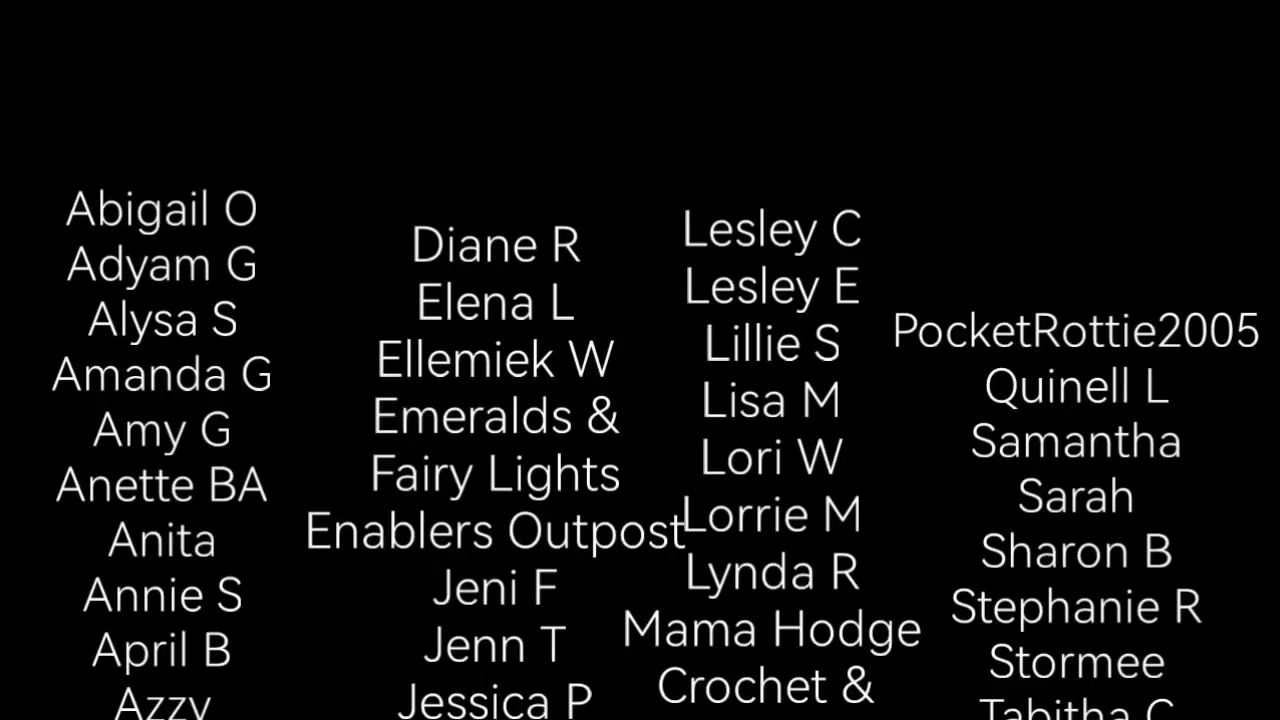 Abigail O
Adyam G
Alysa S
Amanda G
Amy G
Anette BA
Anita
Annie S
April B
Azzy
Diane R
Elena L
Ellemiek W
Emeralds &
Fairy Lights
Enablers Outpost
Jeni F
Jenn T
Jessica P
Lesley C
Lesley E
Lillie S
Lisa M
Lori W
Lorrie M
Lynda R
Mama Hodge
Crochet &
PocketRottie2005
Quinell L
Samantha
Sarah
Sharon B
Stephanie R
Stormee
Tabitha C